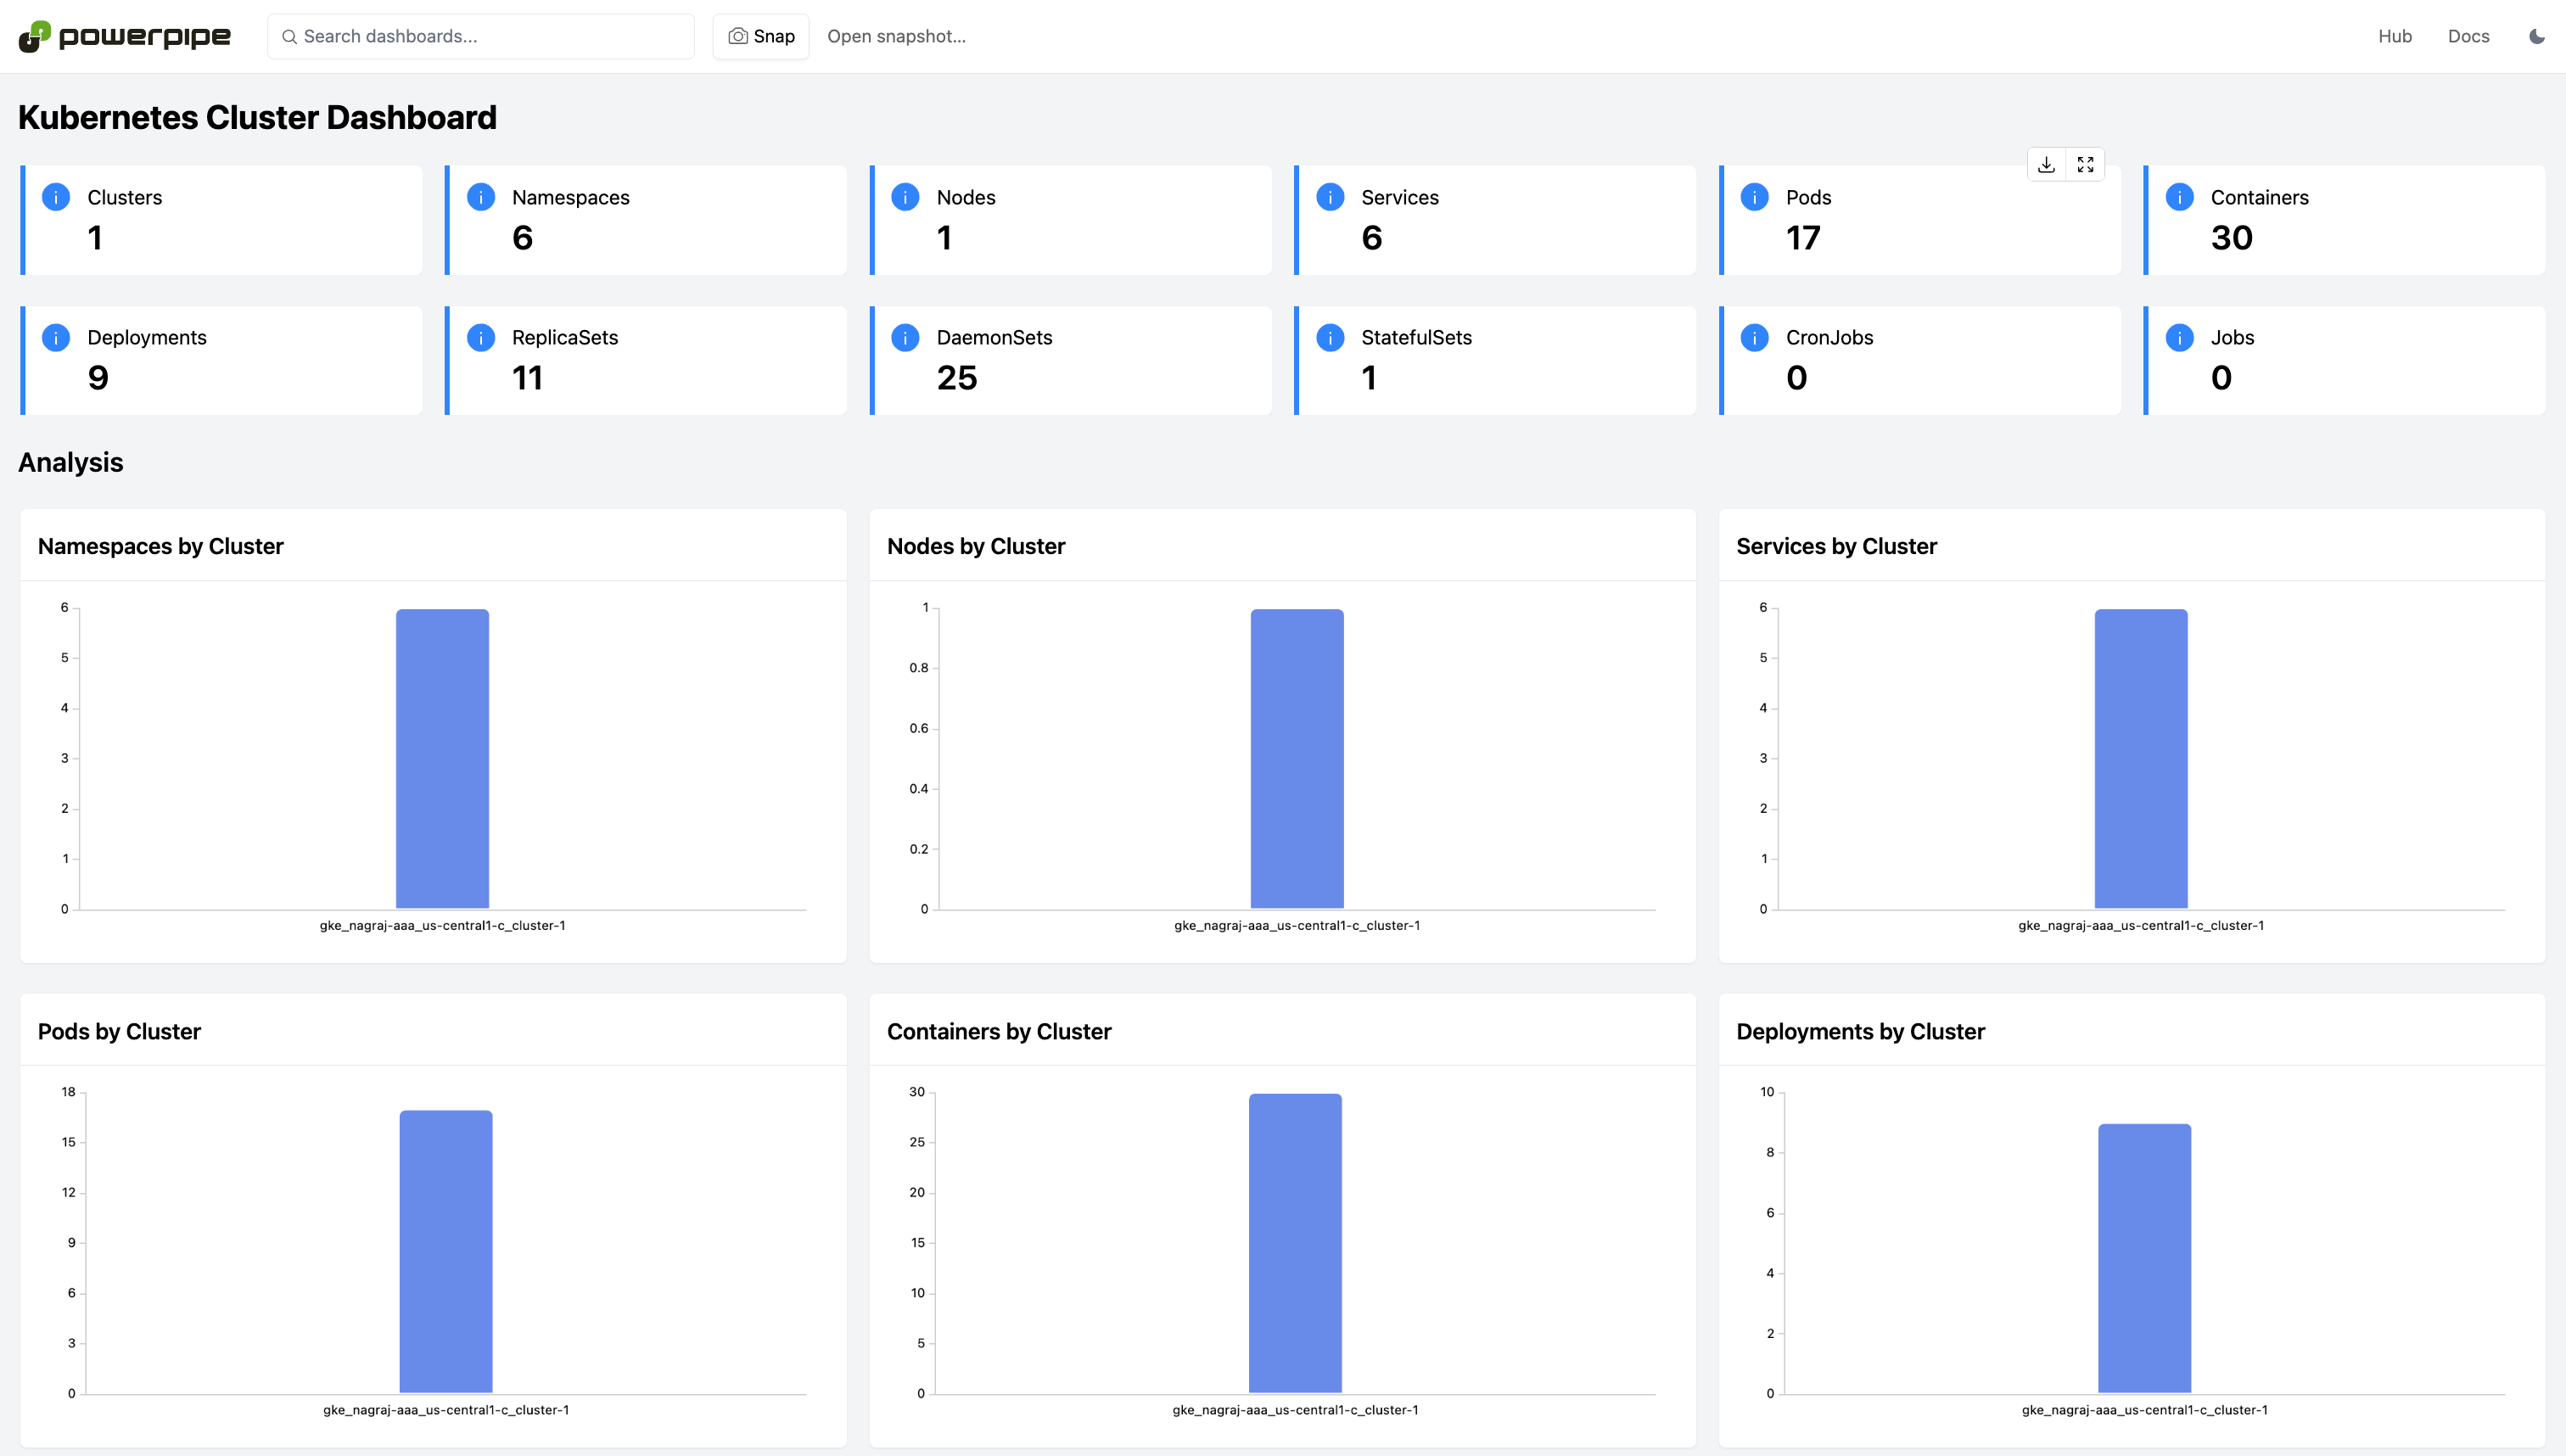 powerpipe
Search dashboards...
Snap
Open snapshot...
Hub
Docs
Kubernetes Cluster Dashboard
Clusters
1
Namespaces
6
Nodes
1
Services
6
Pods
17
Containers
30
Deployments
9
ReplicaSets
11
DaemonSets
25
StatefulSets
1
CronJobs
0
Jobs
0
Analysis
Namespaces by Cluster
6
5
4
3
2
1
0
gke_nagraj-aaa_us-central1-c_cluster-1
Nodes by Cluster
1
0.8
0.6
0.4
0.2
0
gke_nagraj-aaa_us-central1-c_cluster-1
Services by Cluster
6
5
4
3
2
1
0
gke_nagraj-aaa_us-central1-c_cluster-1
Pods by Cluster
18
15
12
9
6
3
0
gke_nagraj-aaa_us-central1-c_cluster-1
Containers by Cluster
30
25
20
15
10
5
0
gke_nagraj-aaa_us-central1-c_cluster-1
Deployments by Cluster
10
8
6
4
2
0
gke_nagraj-aaa_us-central1-c_cluster-1